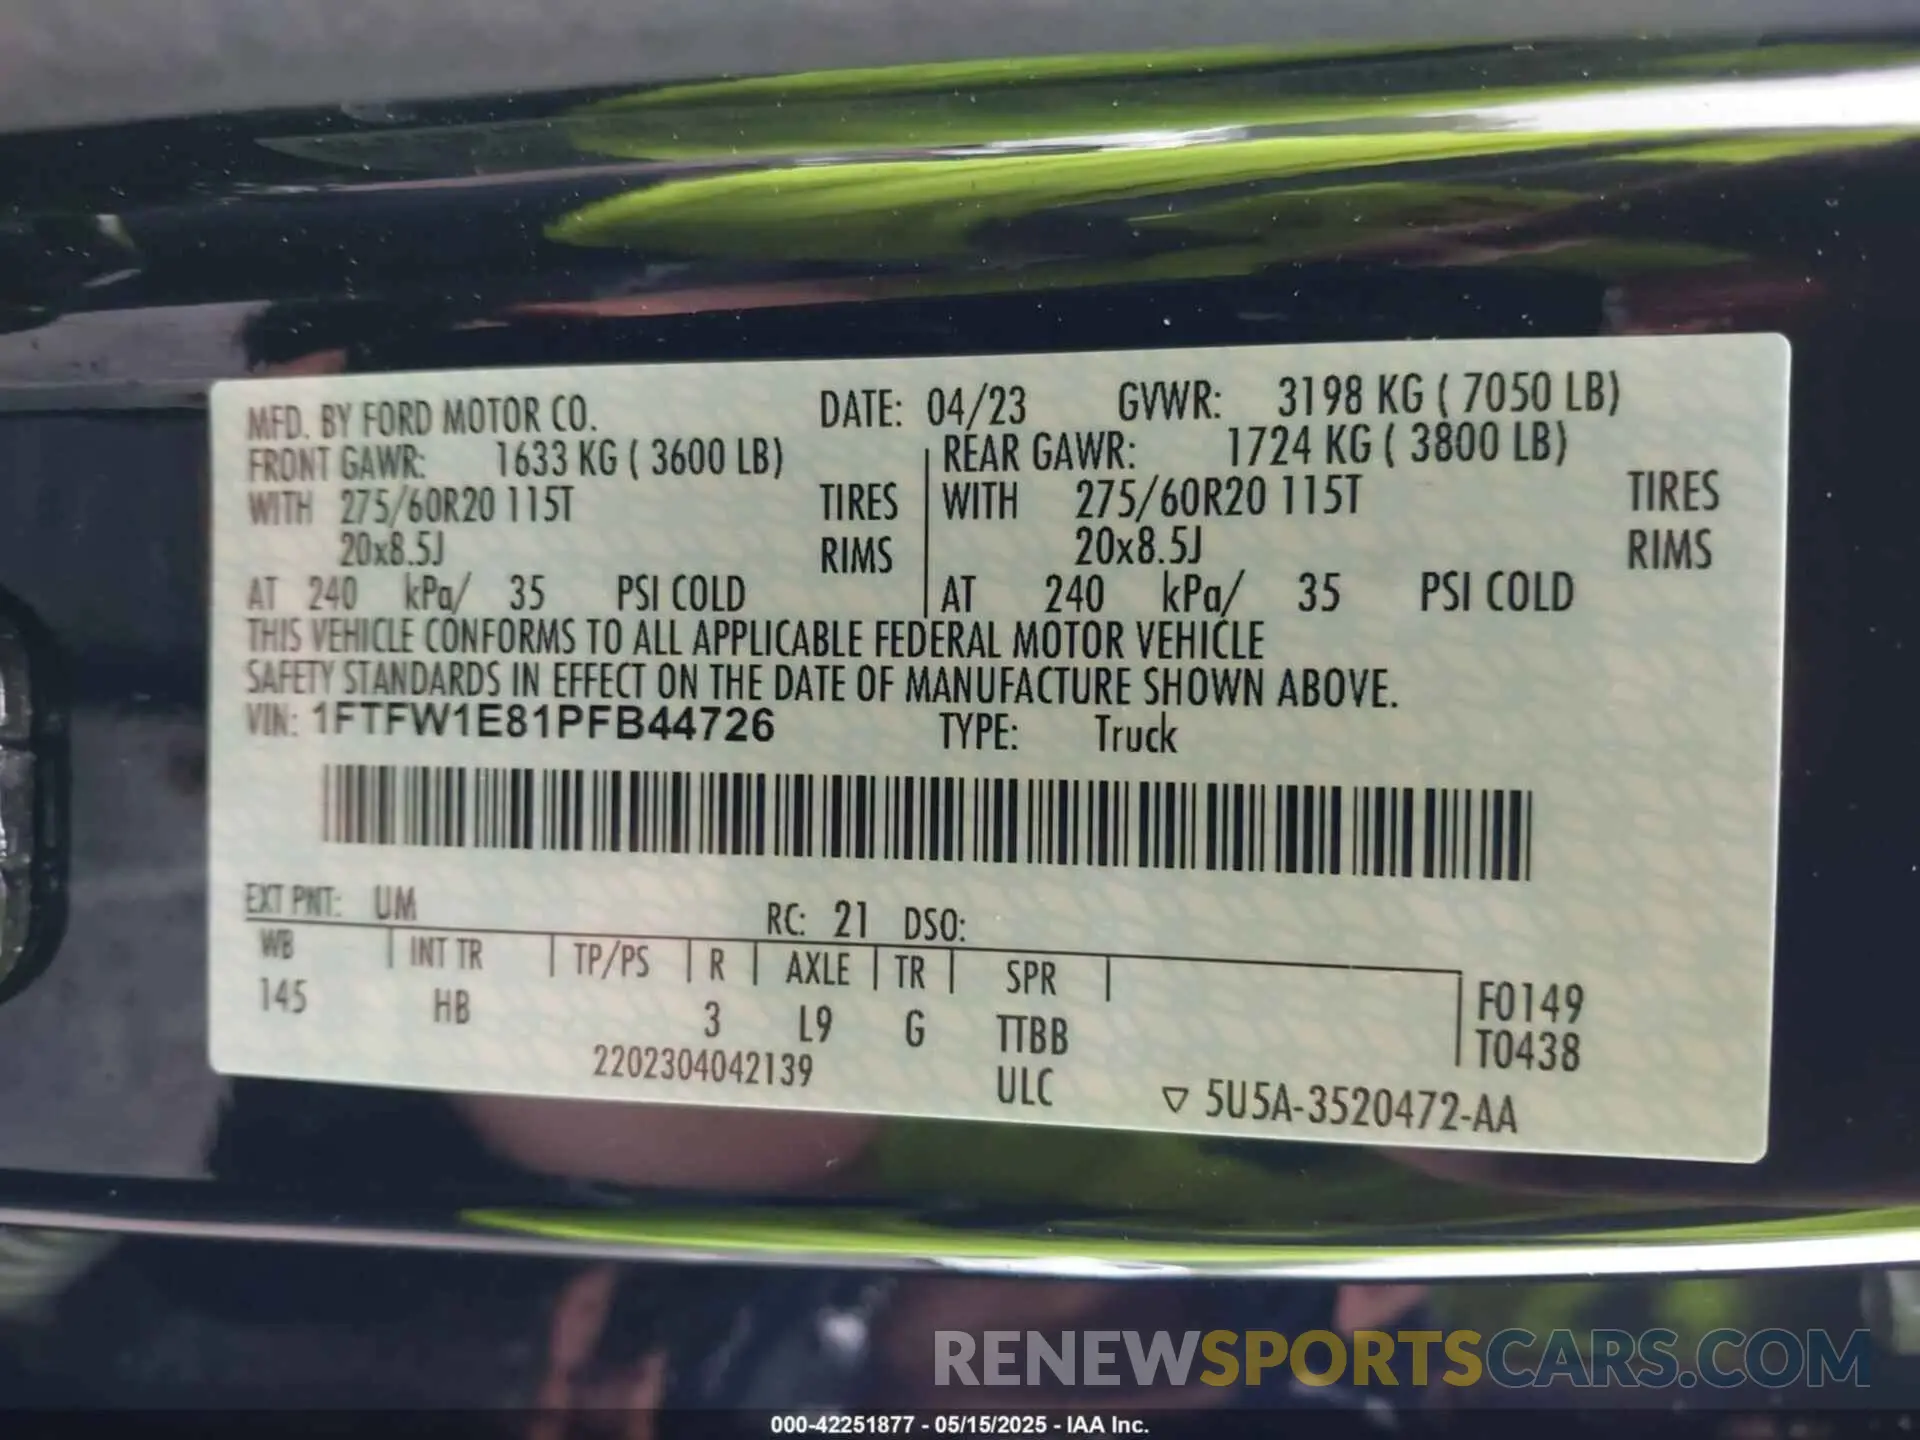 MFD. BY FORD MOTOR CO. DATE: 04/23 GVWR: 3198 KG ( 7050 LB)
FRONT GAWR: 1633 KG ( 3600 LB) REAR GAWR: 1724 KG ( 3800 LB)
WITH 275/60R20 115T TIRES WITH 275/60R20 115T TIRES
20x8.5J RIMS 20x8.5J RIMS
AT 240 kPa/ 35 PSI COLD AT 240 kPa/ 35 PSI COLD
THIS VEHICLE CONFORMS TO ALL APPLICABLE FEDERAL MOTOR VEHICLE
SAFETY STANDARDS IN EFFECT ON THE DATE OF MANUFACTURE SHOWN ABOVE.
VIN: 1FTFW1E81PFB44726 TYPE: Truck
EXT PNT: UM RC: 21 DSO:
WB INT TR TP/PS R AXLE TR SPR F0149
145 HB 3 L9 G TTBB T0438
2202304042139 ULC ▽ 5U5A-3520472-AA
RENEWSPORTSCARS.COM
000-42251877 - 05/15/2025 - IAA Inc.